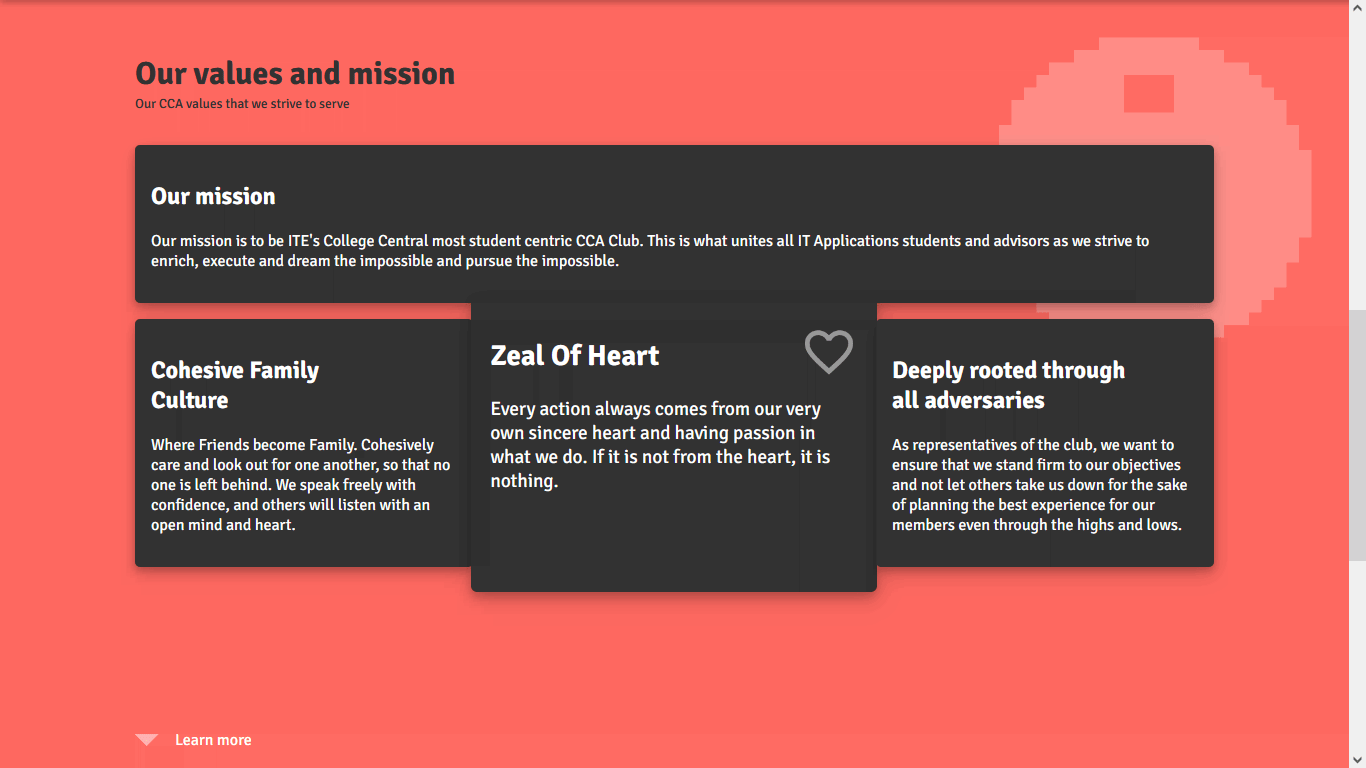 Our values and mission
Our CCA values that we strive to serve
Our mission
Our mission is to be ITE's College Central most student centric CCA Club. This is what unites all IT Applications students and advisors as we strive to
enrich, execute and dream the impossible and pursue the impossible.
Cohesive Family
Culture
Where Friends become Family. Cohesively
care and look out for one another, so that no
one is left behind. We speak freely with
confidence, and others will listen with an
open mind and heart.
Zeal Of Heart
Every action always comes from our very
own sincere heart and having passion in
what we do. If it is not from the heart, it is
nothing.
Deeply rooted through
all adversaries
As representatives of the club, we want to
ensure that we stand firm to our objectives
and not let others take us down for the sake
of planning the best experience for our
members even through the highs and lows.
Learn more